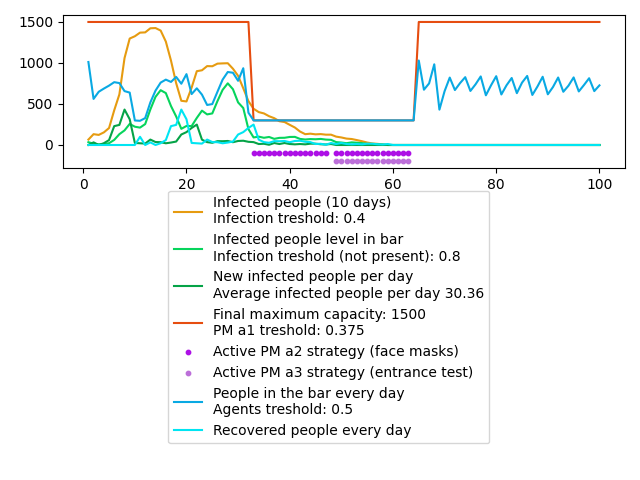 1500
1000
500
0
0
20
40
60
80
100
Infected people (10 days)
Infection treshold: 0.4
Infected people level in bar
Infection treshold (not present): 0.8
New infected people per day
Average infected people per day 30.36
Final maximum capacity: 1500
PM a1 treshold: 0.375
Active PM a2 strategy (face masks)
Active PM a3 strategy (entrance test)
People in the bar every day
Agents treshold: 0.5
Recovered people every day